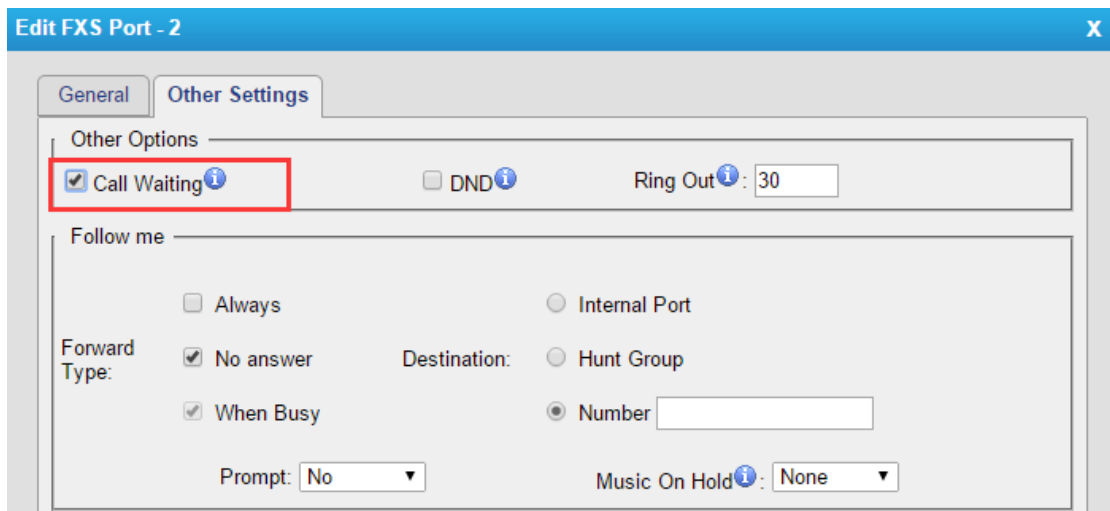 Edit FXS Port - 2 X
General Other Settings
Other Options
Call Waiting DND Ring Out : 30
Follow me
Always Internal Port
Forward Type: No answer Destination: Hunt Group
When Busy Number
Prompt: No Music On Hold : None